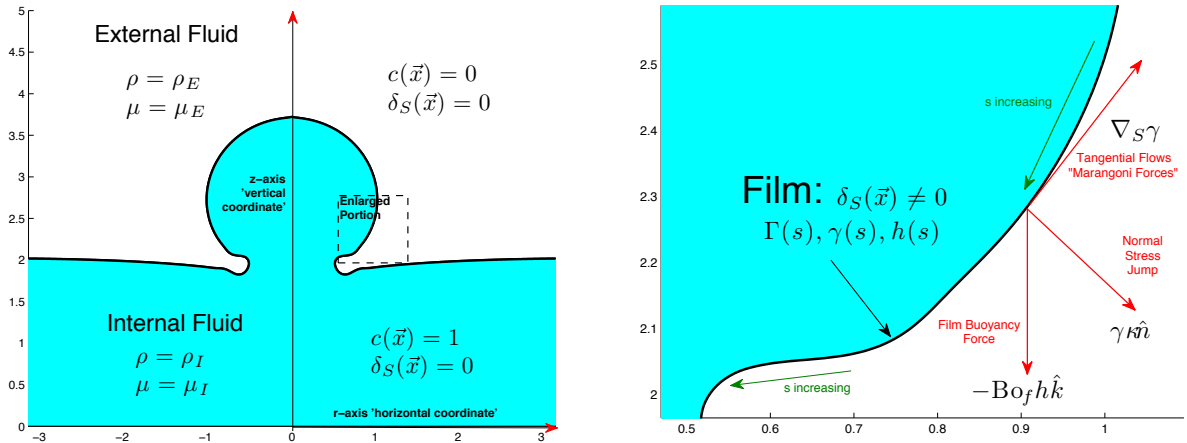 5
4.5
4
3.5
3
2.5
2
1.5
1
0.5
0
−3
−2
−1
0
1
2
3
External Fluid
ρ = ρ_E
μ = μ_E
c(x⃗) = 0
δ_S(x⃗) = 0
z−axis
'vertical
coordinate'
Enlarged
Portion
Internal Fluid
ρ = ρ_I
μ = μ_I
c(x⃗) = 1
δ_S(x⃗) = 0
r−axis 'horizontal coordinate'
2.5
2.4
2.3
2.2
2.1
2
0.5
0.6
0.7
0.8
0.9
1
s increasing
∇_Sγ
Tangential Flows
"Marangoni Forces"
Film: δ_S(x⃗) ≠ 0
Γ(s), γ(s), h(s)
Normal
Stress
Jump
γκn̂
Film Buoyancy
Force
−Bo_f hk̂
s increasing